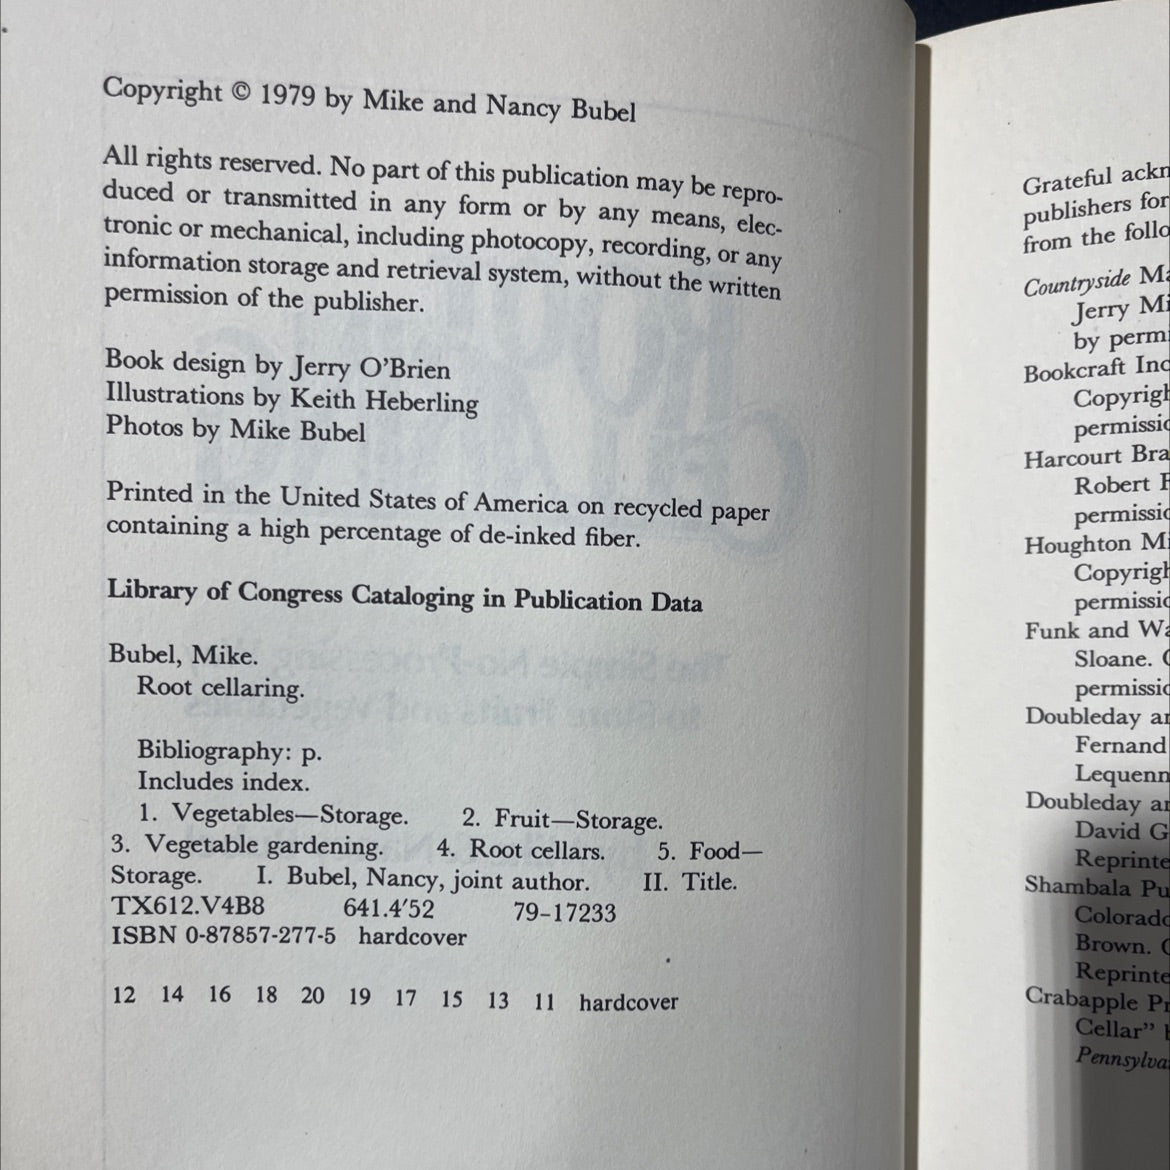 Copyright © 1979 by Mike and Nancy Bubel
All rights reserved. No part of this publication may be repro-
duced or transmitted in any form or by any means, elec-
tronic or mechanical, including photocopy, recording, or any
information storage and retrieval system, without the written
permission of the publisher.
Book design by Jerry O'Brien
Illustrations by Keith Heberling
Photos by Mike Bubel
Printed in the United States of America on recycled paper
containing a high percentage of de-inked fiber.
Library of Congress Cataloging in Publication Data
Bubel, Mike.
Root cellaring.
Bibliography: p.
Includes index.
1. Vegetables—Storage. 2. Fruit—Storage.
3. Vegetable gardening. 4. Root cellars. 5. Food—
Storage. I. Bubel, Nancy, joint author. II. Title.
TX612.V4B8 641.4′52 79-17233
ISBN 0-87857-277-5 hardcover
12 14 16 18 20 19 17 15 13 11 hardcover
Grateful ackn
publishers for
from the follo
Countryside Ma
Jerry Mi
by perm
Bookcraft Inc
Copyrigh
permissio
Harcourt Bra
Robert F
permissio
Houghton Mi
Copyrigh
permissio
Funk and Wa
Sloane. C
permissio
Doubleday an
Fernand
Lequenn
Doubleday an
David G
Reprinte
Shambala Pu
Colorado
Brown. C
Reprinte
Crabapple Pr
Cellar" b
Pennsylva